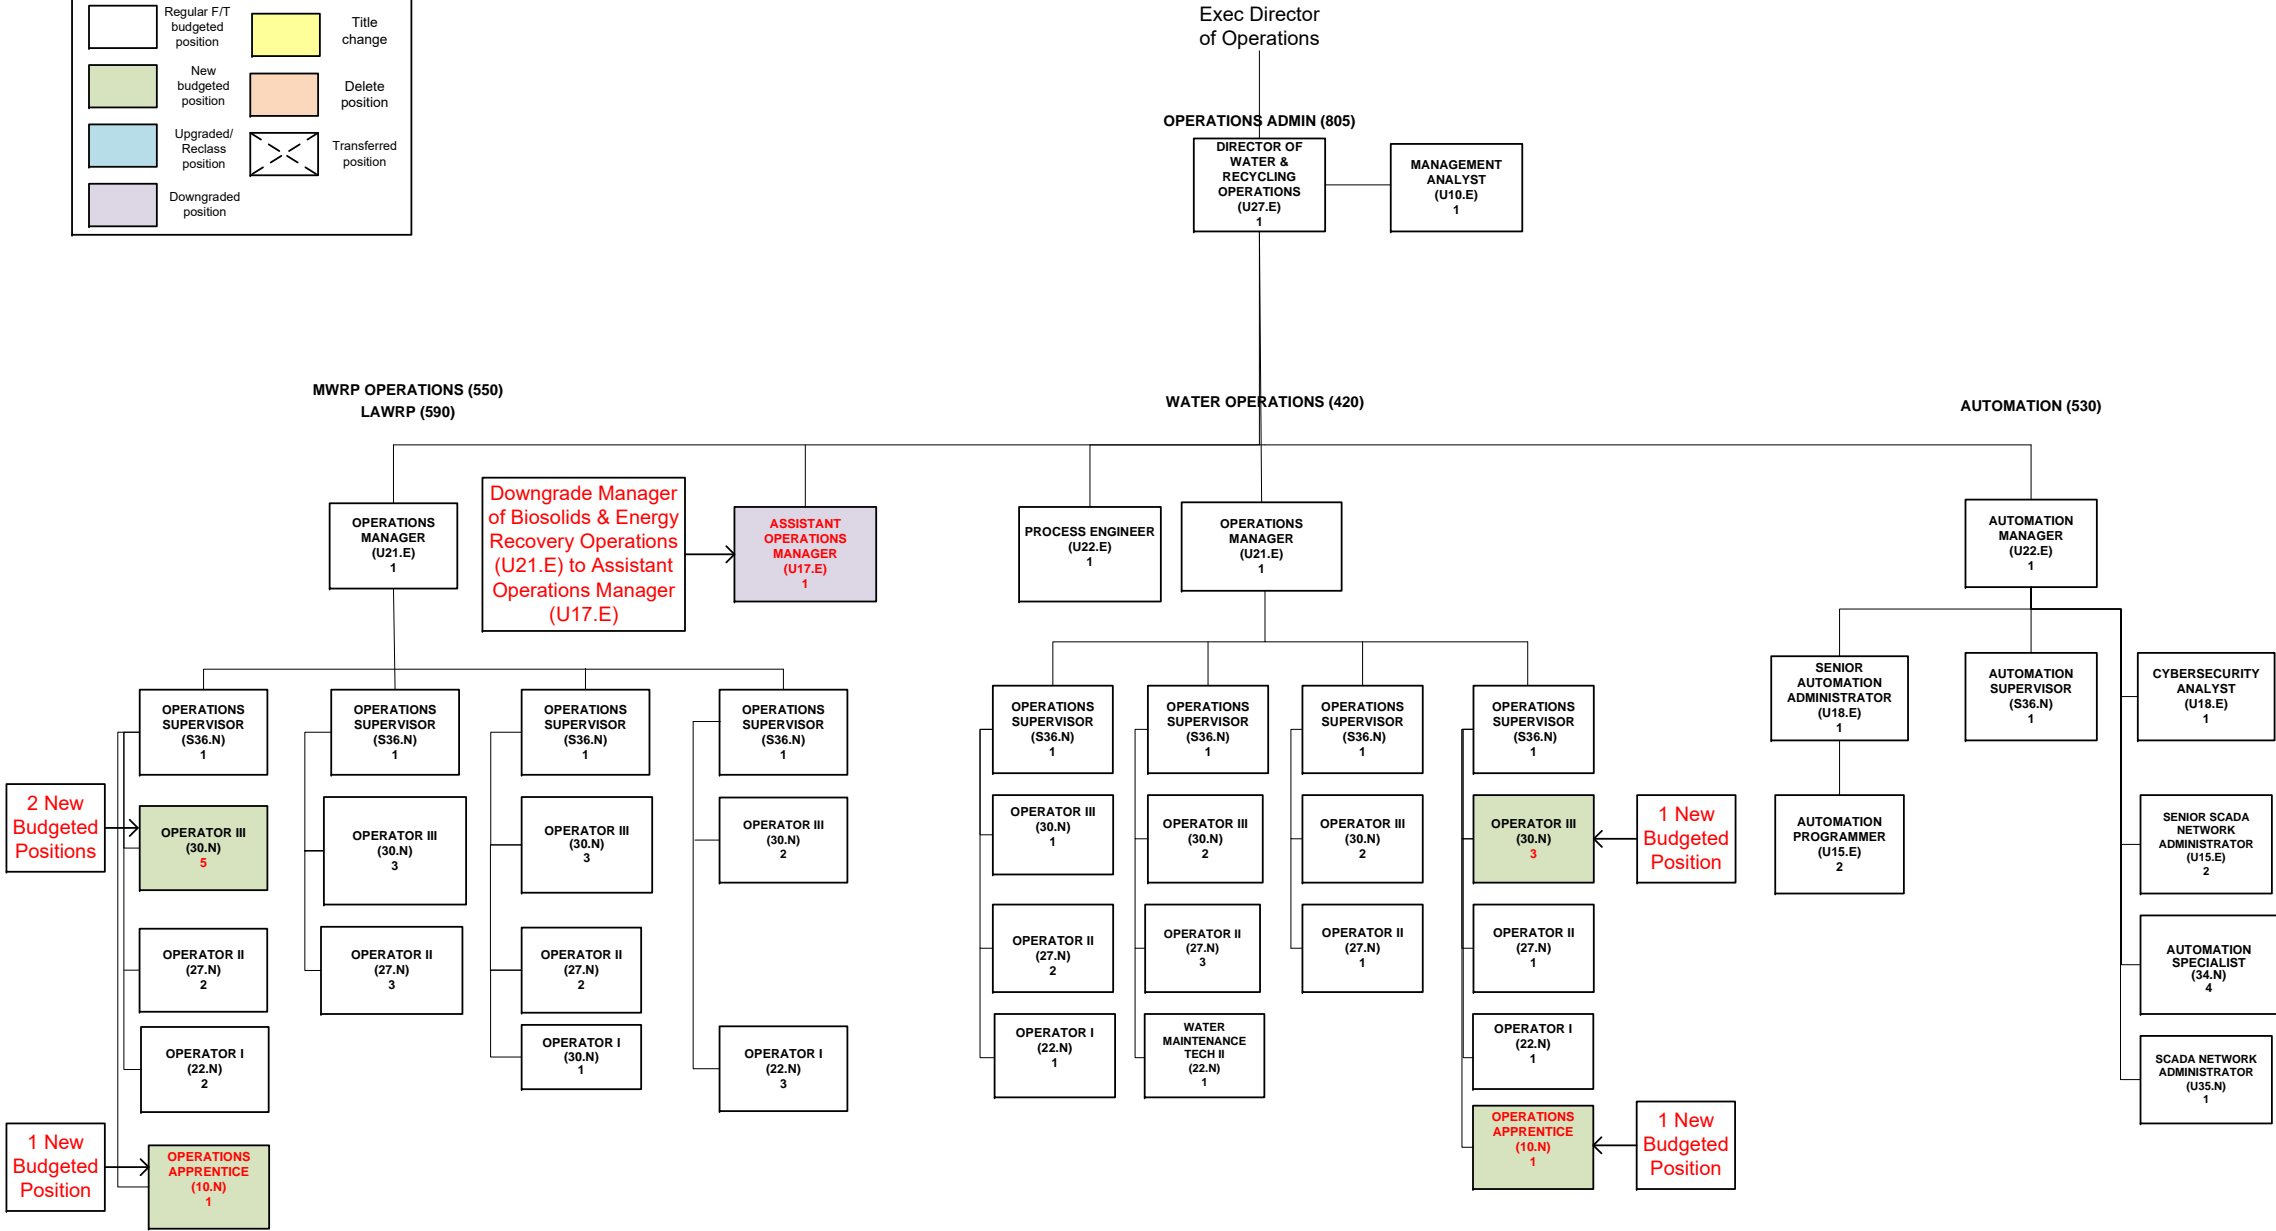 Regular F/T
budgeted
position
Title
change
New
budgeted
position
Delete
position
Upgraded/
Reclass
position
Transferred
position
Downgraded
position
Exec Director
of Operations
OPERATIONS ADMIN (805)
DIRECTOR OF
WATER &
RECYCLING
OPERATIONS
(U27.E)
1
MANAGEMENT
ANALYST
(U10.E)
1
MWRP OPERATIONS (550)
LAWRP (590)
WATER OPERATIONS (420)
AUTOMATION (530)
OPERATIONS
MANAGER
(U21.E)
1
Downgrade Manager
of Biosolids & Energy
Recovery Operations
(U21.E) to Assistant
Operations Manager
(U17.E)
ASSISTANT
OPERATIONS
MANAGER
(U17.E)
1
PROCESS ENGINEER
(U22.E)
1
OPERATIONS
MANAGER
(U21.E)
1
AUTOMATION
MANAGER
(U22.E)
1
OPERATIONS
SUPERVISOR
(S36.N)
1
OPERATIONS
SUPERVISOR
(S36.N)
1
OPERATIONS
SUPERVISOR
(S36.N)
1
OPERATIONS
SUPERVISOR
(S36.N)
1
OPERATIONS
SUPERVISOR
(S36.N)
1
OPERATIONS
SUPERVISOR
(S36.N)
1
OPERATIONS
SUPERVISOR
(S36.N)
1
OPERATIONS
SUPERVISOR
(S36.N)
1
SENIOR
AUTOMATION
ADMINISTRATOR
(U18.E)
1
AUTOMATION
SUPERVISOR
(S36.N)
1
CYBERSECURITY
ANALYST
(U18.E)
1
2 New
Budgeted
Positions
OPERATOR III
(30.N)
5
OPERATOR III
(30.N)
3
OPERATOR III
(30.N)
3
OPERATOR III
(30.N)
2
OPERATOR III
(30.N)
1
OPERATOR III
(30.N)
2
OPERATOR III
(30.N)
2
OPERATOR III
(30.N)
3
1 New
Budgeted
Position
AUTOMATION
PROGRAMMER
(U15.E)
2
SENIOR SCADA
NETWORK
ADMINISTRATOR
(U15.E)
2
OPERATOR II
(27.N)
2
OPERATOR II
(27.N)
3
OPERATOR II
(27.N)
2
OPERATOR II
(27.N)
2
OPERATOR II
(27.N)
3
OPERATOR II
(27.N)
1
OPERATOR II
(27.N)
1
AUTOMATION
SPECIALIST
(34.N)
4
OPERATOR I
(22.N)
2
OPERATOR I
(30.N)
1
OPERATOR I
(22.N)
3
OPERATOR I
(22.N)
1
WATER
MAINTENANCE
TECH II
(22.N)
1
OPERATOR I
(22.N)
1
SCADA NETWORK
ADMINISTRATOR
(U35.N)
1
1 New
Budgeted
Position
OPERATIONS
APPRENTICE
(10.N)
1
OPERATIONS
APPRENTICE
(10.N)
1
1 New
Budgeted
Position